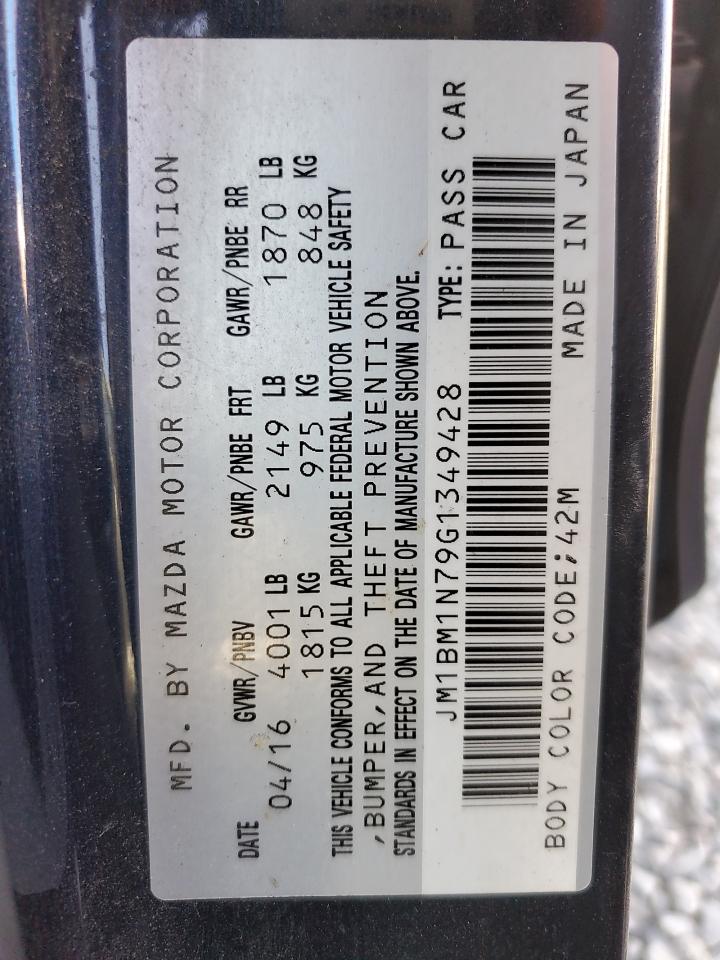 MFD. BY MAZDA MOTOR CORPORATION
DATE GVWR/PNBV GAWR/PNBE FRT GAWR/PNBE RR
04/16 4001 LB 2149 LB 1870 LB
1815 KG 975 KG 848 KG
THIS VEHICLE CONFORMS TO ALL APPLICABLE FEDERAL MOTOR VEHICLE SAFETY
,BUMPER,AND THEFT PREVENTION
STANDARDS IN EFFECT ON THE DATE OF MANUFACTURE SHOWN ABOVE.
JM1BM1N79G1349428 TYPE: PASS CAR
BODY COLOR CODE:42M MADE IN JAPAN